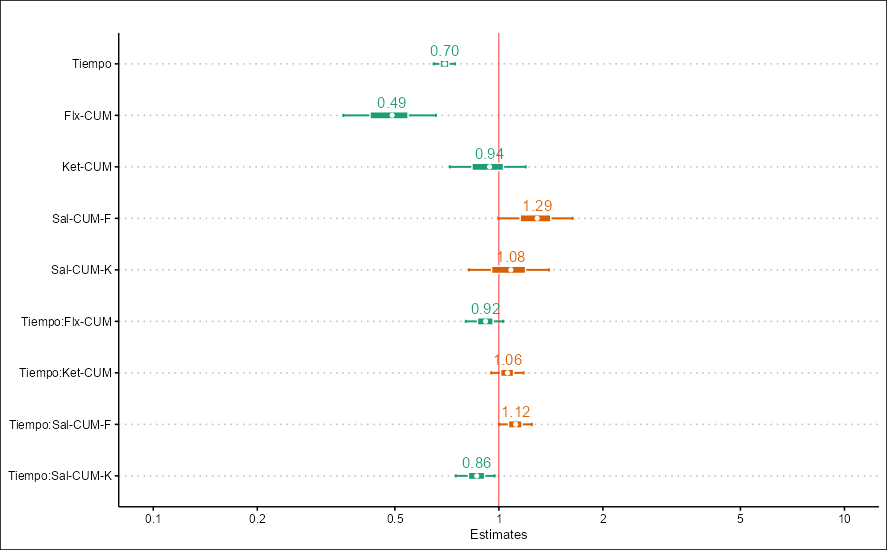 0.70
Tiempo
0.49
Flx-CUM
0.94
Ket-CUM
1.29
Sal-CUM-F
1.08
Sal-CUM-K
0.92
Tiempo:Flx-CUM
1.06
Tiempo:Ket-CUM
1.12
Tiempo:Sal-CUM-F
0.86
Tiempo:Sal-CUM-K
0.1 0.2 0.5 1 2 5 10
Estimates